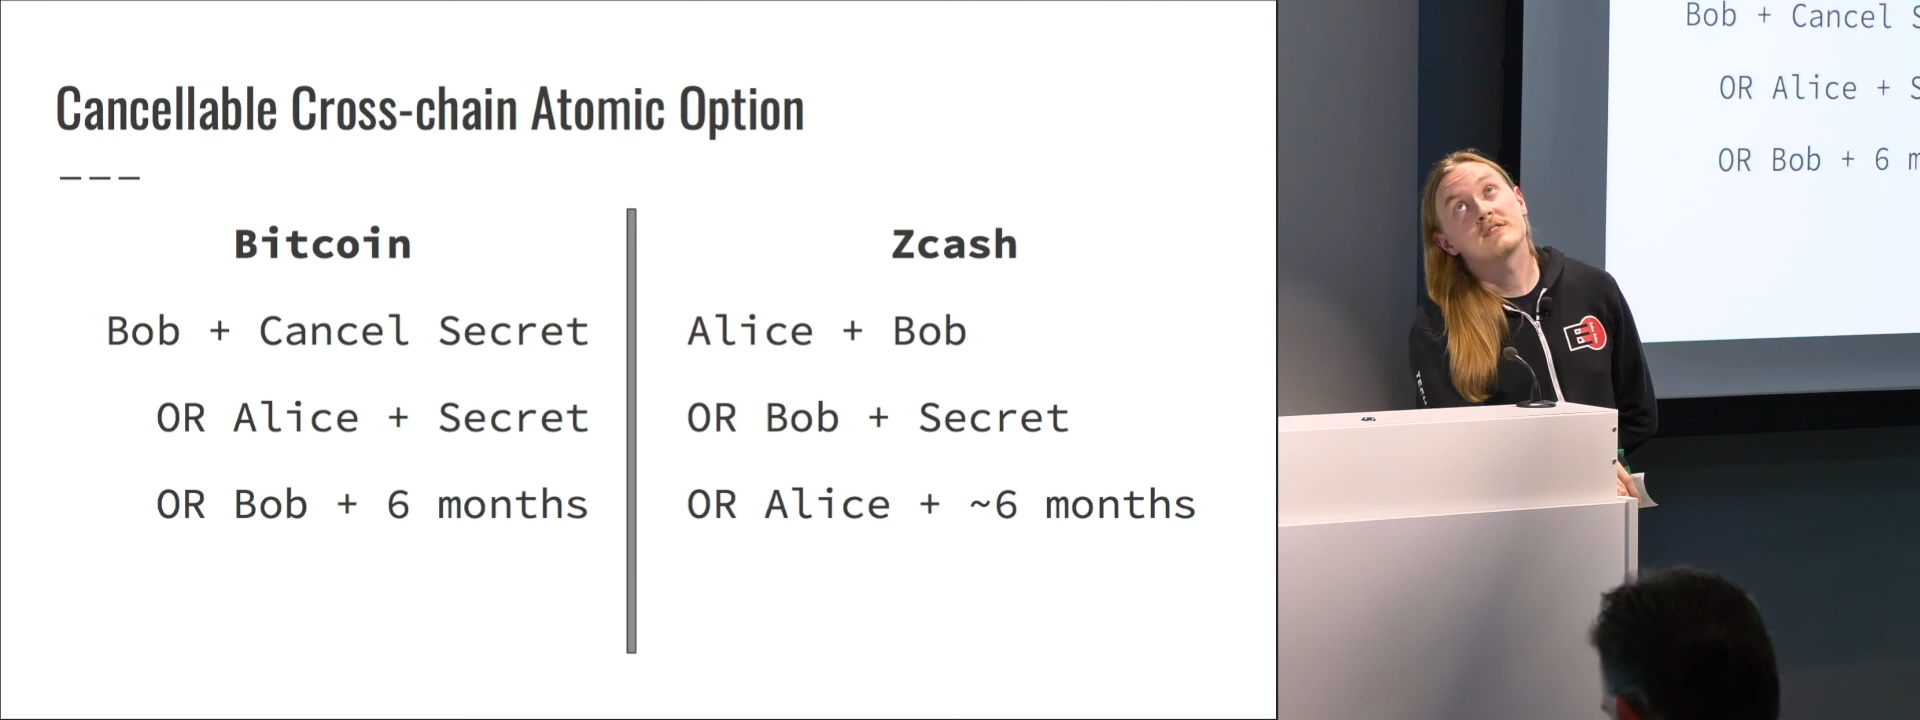 Cancellable Cross-chain Atomic Option
Bitcoin
Bob + Cancel Secret
OR Alice + Secret
OR Bob + 6 months
Zcash
Alice + Bob
OR Bob + Secret
OR Alice + ~6 months
Bob + Cancel S
OR Alice + S
OR Bob + 6 m